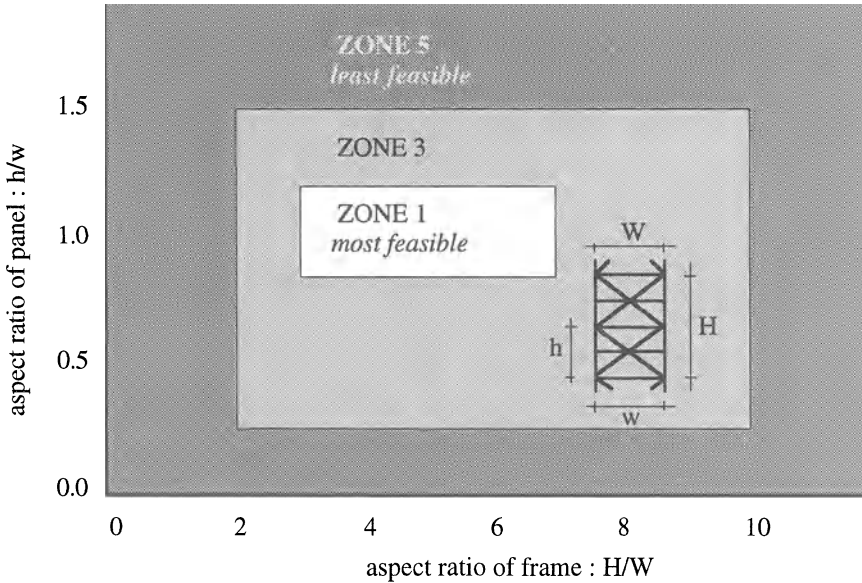 ZONE 5
least feasible
1.5
ZONE 3
ZONE 1
most feasible
1.0
W
H
h
0.5
w
0.0
0 2 4 6 8 10
aspect ratio of panel : h/w
aspect ratio of frame : H/W